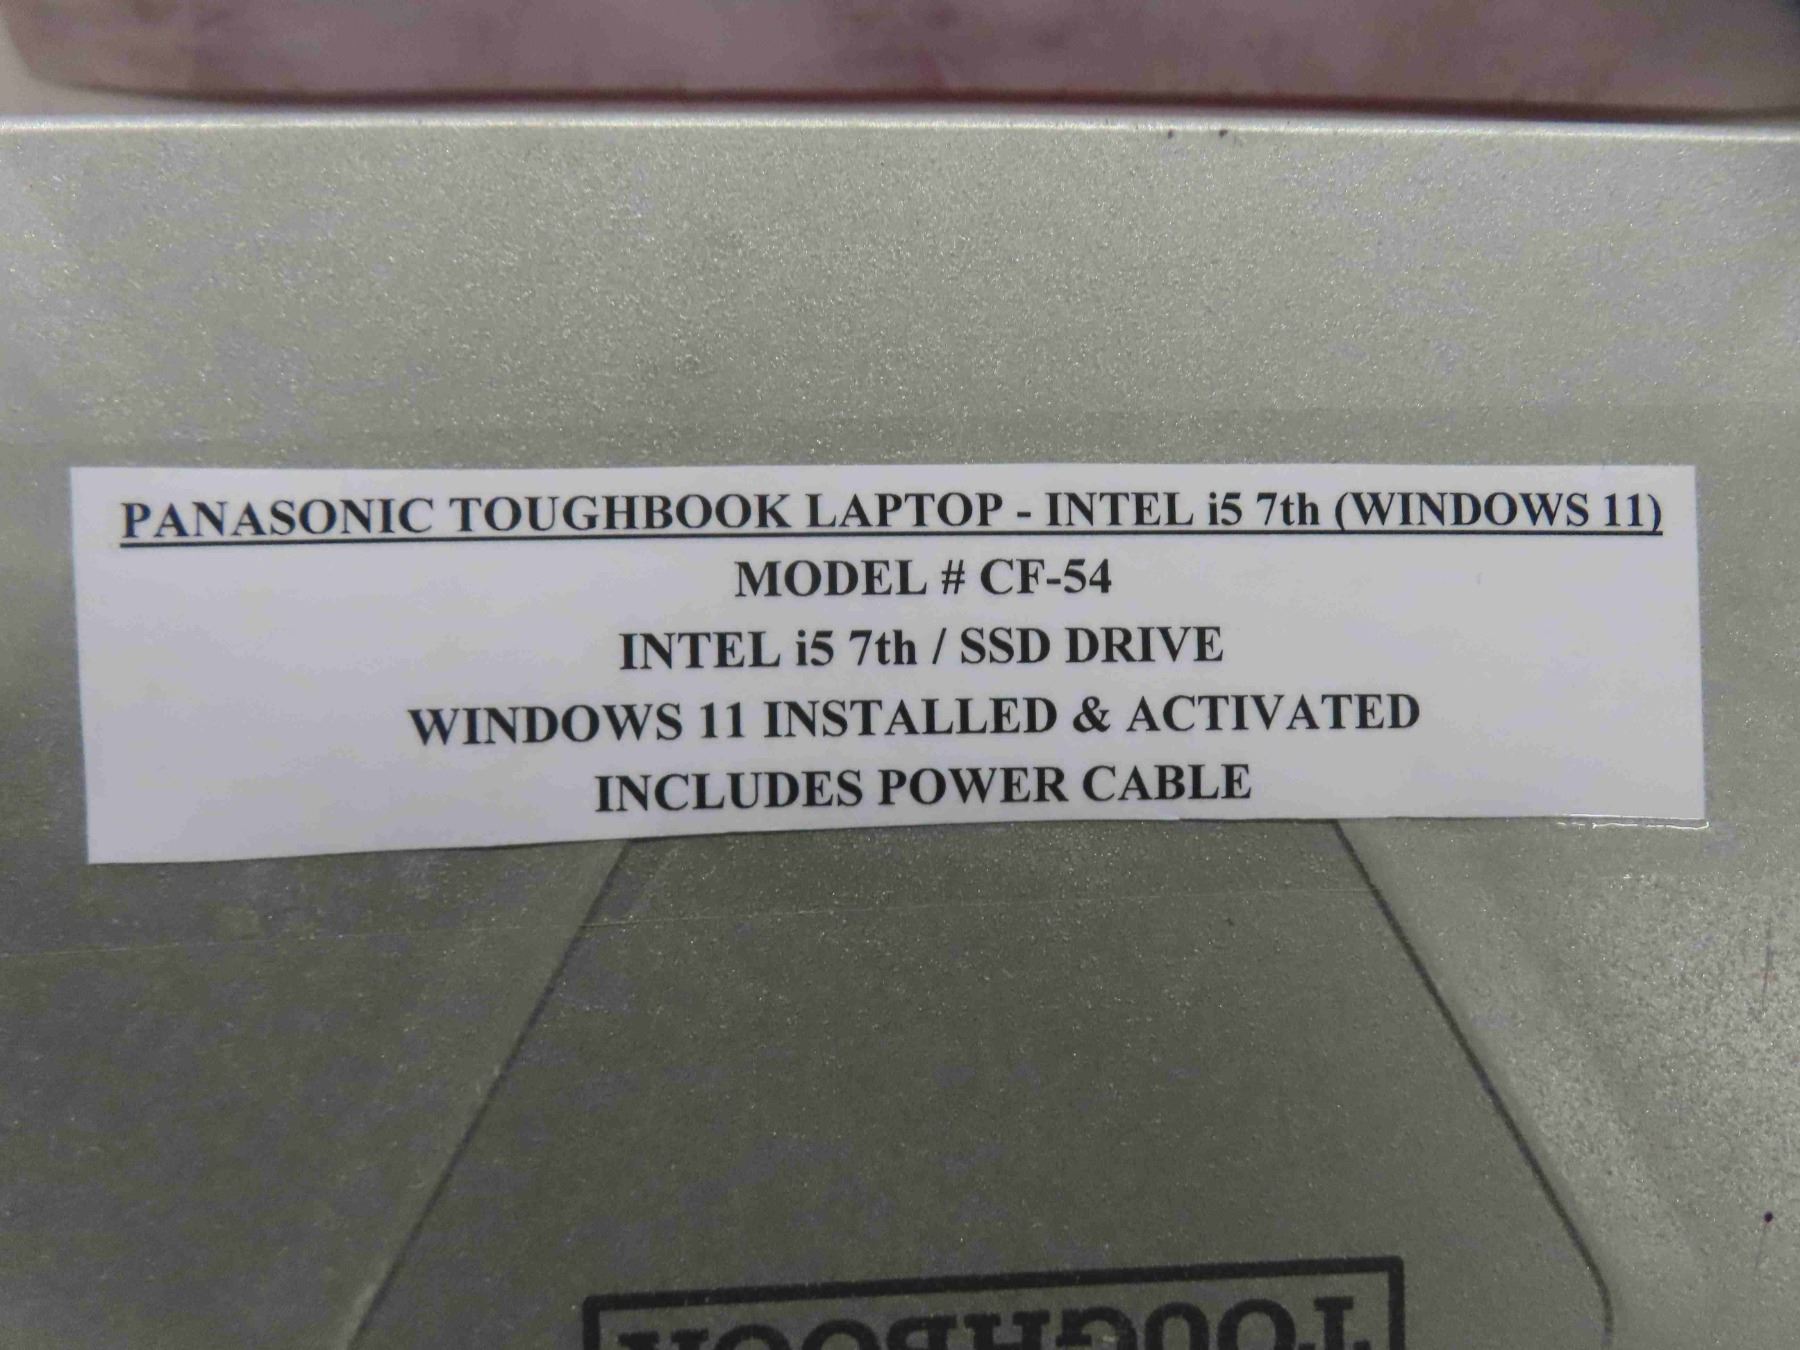 PANASONIC TOUGHBOOK LAPTOP - INTEL i5 7th (WINDOWS 11)
MODEL # CF-54
INTEL i5 7th / SSD DRIVE
WINDOWS 11 INSTALLED & ACTIVATED
INCLUDES POWER CABLE
TOUGHBOOK